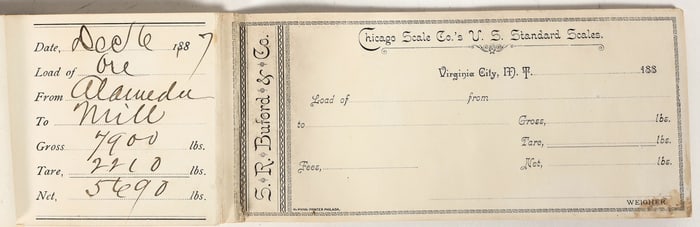 Date, Dec 6 1887
Load of Ore
From Alameda
To Mill
Gross 7900 lbs.
Tare, 2210 lbs.
Net, 5690 lbs.
S. R. Buford & Co.
Chicago Scale Co.'s U. S. Standard Scales.
Virginia City, M. T. 188
Load of from
to Gross, lbs.
Tare, lbs.
Fees, Net, lbs.
WEIGHER.